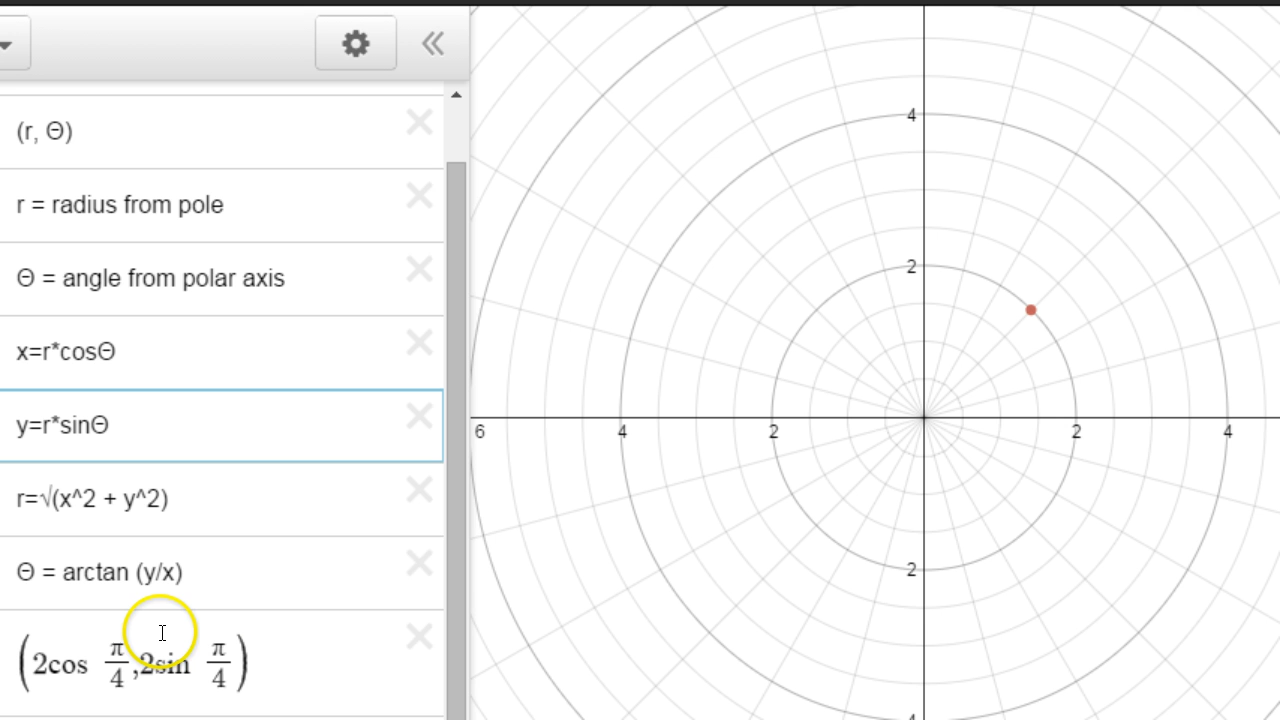 (r, Θ)
r = radius from pole
Θ = angle from polar axis
x=r*cosΘ
y=r*sinΘ
r=√(x^2 + y^2)
Θ = arctan (y/x)
(2cos π/4,2sin π/4)
4
2
6 4 2 2 4
2
4